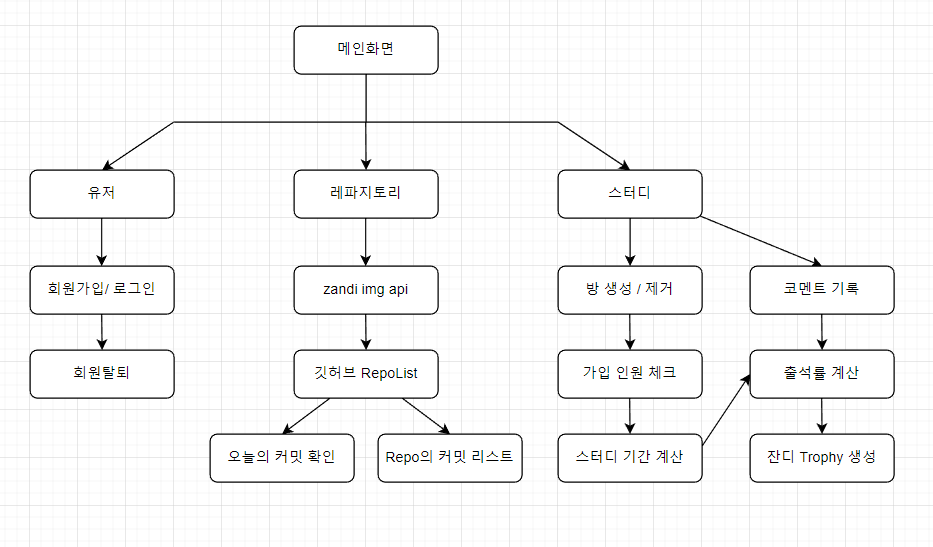 메인화면
유저
레파지토리
스터디
회원가입/ 로그인
zandi img api
방 생성 / 제거
코멘트 기록
회원탈퇴
깃허브 RepoList
가입 인원 체크
출석률 계산
오늘의 커밋 확인
Repo의 커밋 리스트
스터디 기간 계산
잔디 Trophy 생성